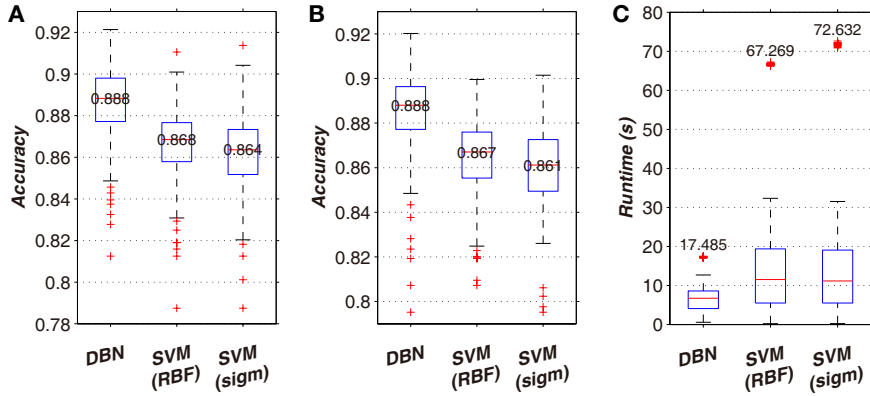 A
0.92
0.9
0.88
0.86
0.84
0.82
0.8
0.78
Accuracy
0.888
0.868
0.864
DBN
SVM
(RBF)
SVM
(sigm)
B
0.92
0.9
0.88
0.86
0.84
0.82
0.8
Accuracy
0.888
0.867
0.861
DBN
SVM
(RBF)
SVM
(sigm)
C
80
70
60
50
40
30
20
10
0
Runtime (s)
17.485
67.269
72.632
DBN
SVM
(RBF)
SVM
(sigm)